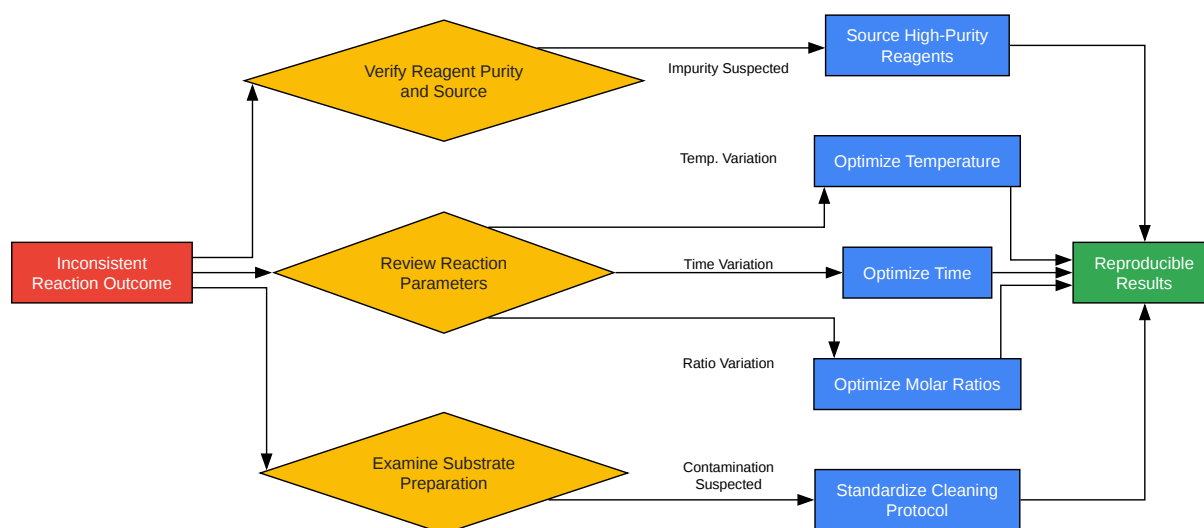 Verify Reagent Purity
and Source
Impurity Suspected
Source High-Purity
Reagents
Temp. Variation
Optimize Temperature
Inconsistent
Reaction Outcome
Review Reaction
Parameters
Time Variation
Optimize Time
Reproducible
Results
Ratio Variation
Optimize Molar Ratios
Examine Substrate
Preparation
Contamination
Suspected
Standardize Cleaning
Protocol